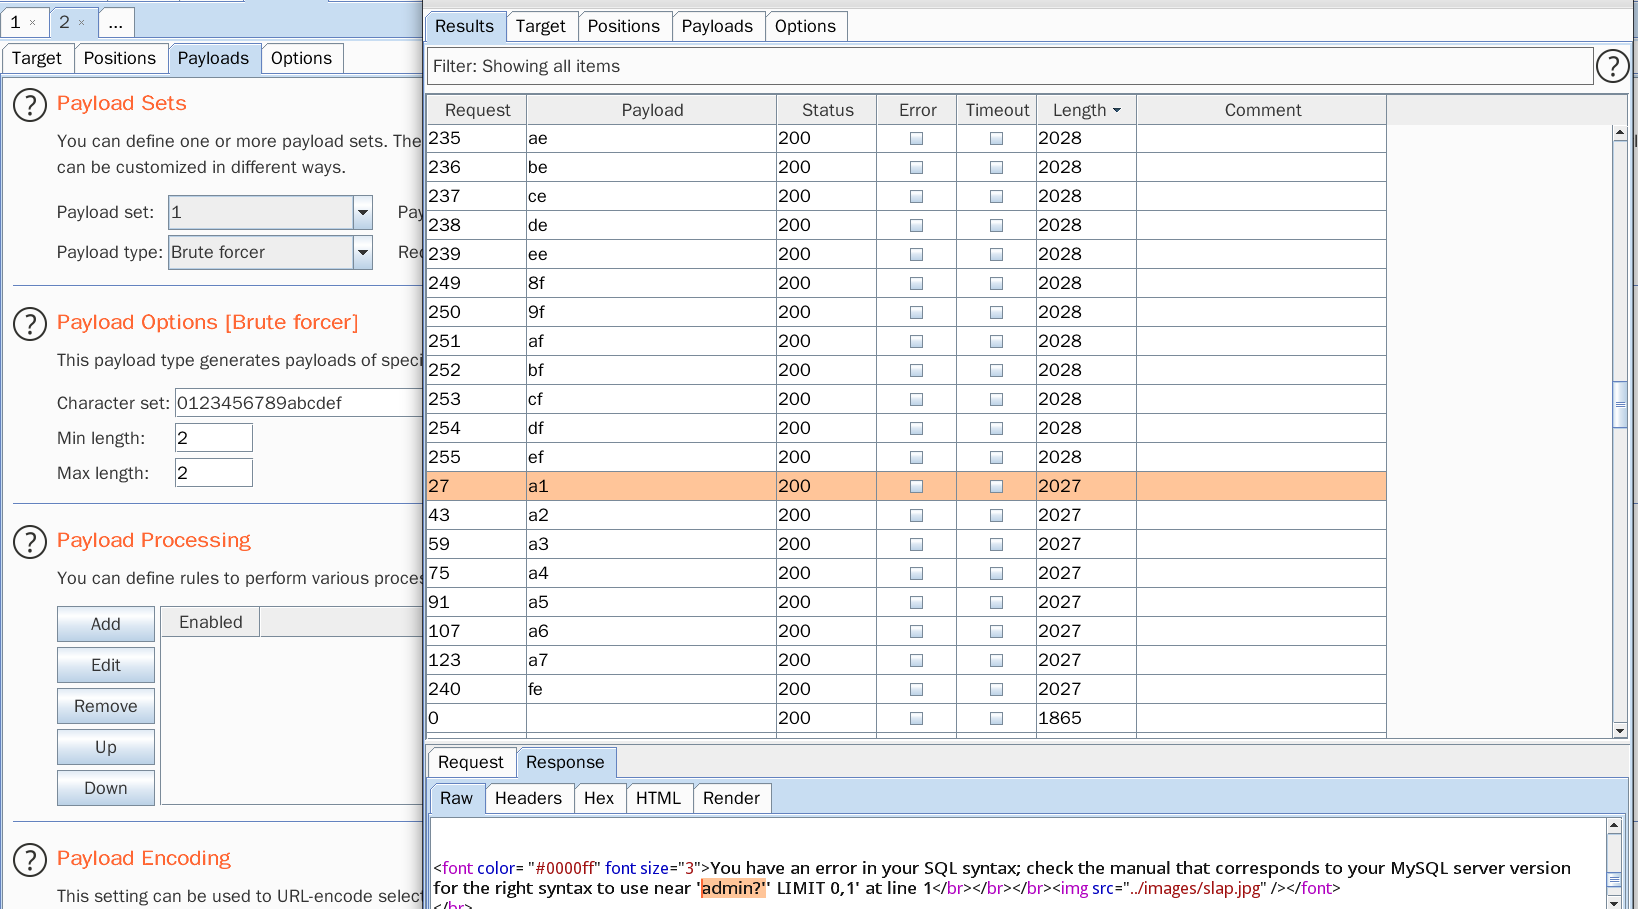 1 × 2 × ...
Target Positions Payloads Options
Payload Sets
You can define one or more payload sets. The
can be customized in different ways.
Payload set: 1 Pay
Payload type: Brute forcer Rec
Payload Options [Brute forcer]
This payload type generates payloads of speci
Character set: 0123456789abcdef
Min length: 2
Max length: 2
Payload Processing
You can define rules to perform various proces
Add Enabled
Edit
Remove
Up
Down
Payload Encoding
This setting can be used to URL-encode select
Results Target Positions Payloads Options
Filter: Showing all items ?
Request Payload Status Error Timeout Length Comment
235 ae 200 2028
236 be 200 2028
237 ce 200 2028
238 de 200 2028
239 ee 200 2028
249 8f 200 2028
250 9f 200 2028
251 af 200 2028
252 bf 200 2028
253 cf 200 2028
254 df 200 2028
255 ef 200 2028
27 a1 200 2027
43 a2 200 2027
59 a3 200 2027
75 a4 200 2027
91 a5 200 2027
107 a6 200 2027
123 a7 200 2027
240 fe 200 2027
0 200 1865
Request Response
Raw Headers Hex HTML Render
<font color= "#0000ff" font size="3">You have an error in your SQL syntax; check the manual that corresponds to your MySQL server version
for the right syntax to use near 'admin?'' LIMIT 0,1' at line 1</br></br></br><img src="../images/slap.jpg" /></font>
</br>